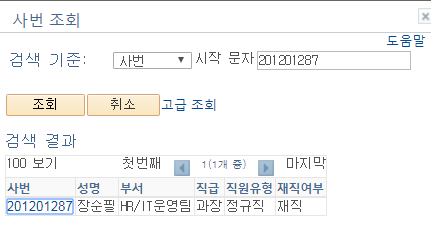 사번 조회
도움말
검색 기준: 사번 시작 문자 201201287
조회 취소 고급 조회
검색 결과
100 보기 첫번째 1(1개 중) 마지막
사번 성명 부서 직급 직원유형 재직여부
201201287 장순필 HR/IT운영팀 과장 정규직 재직